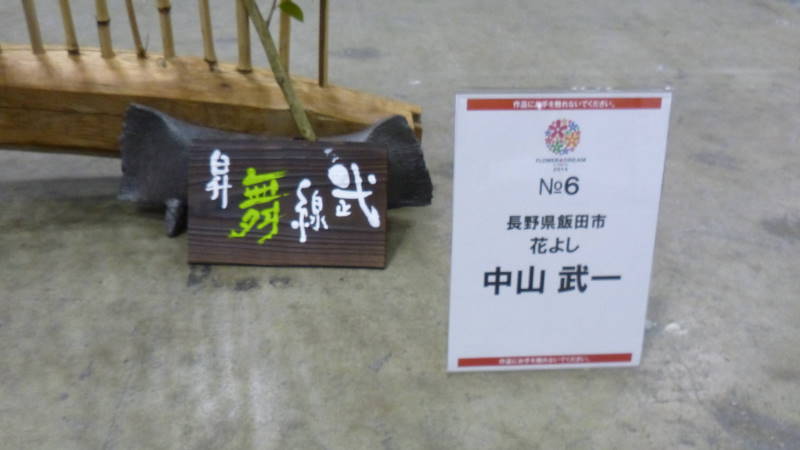 昇舞線武
作品にお手を触れないでください。
FLOWER&DREAM
2014
№6
長野県飯田市
花よし
中山 武一
作品にお手を触れないでください。